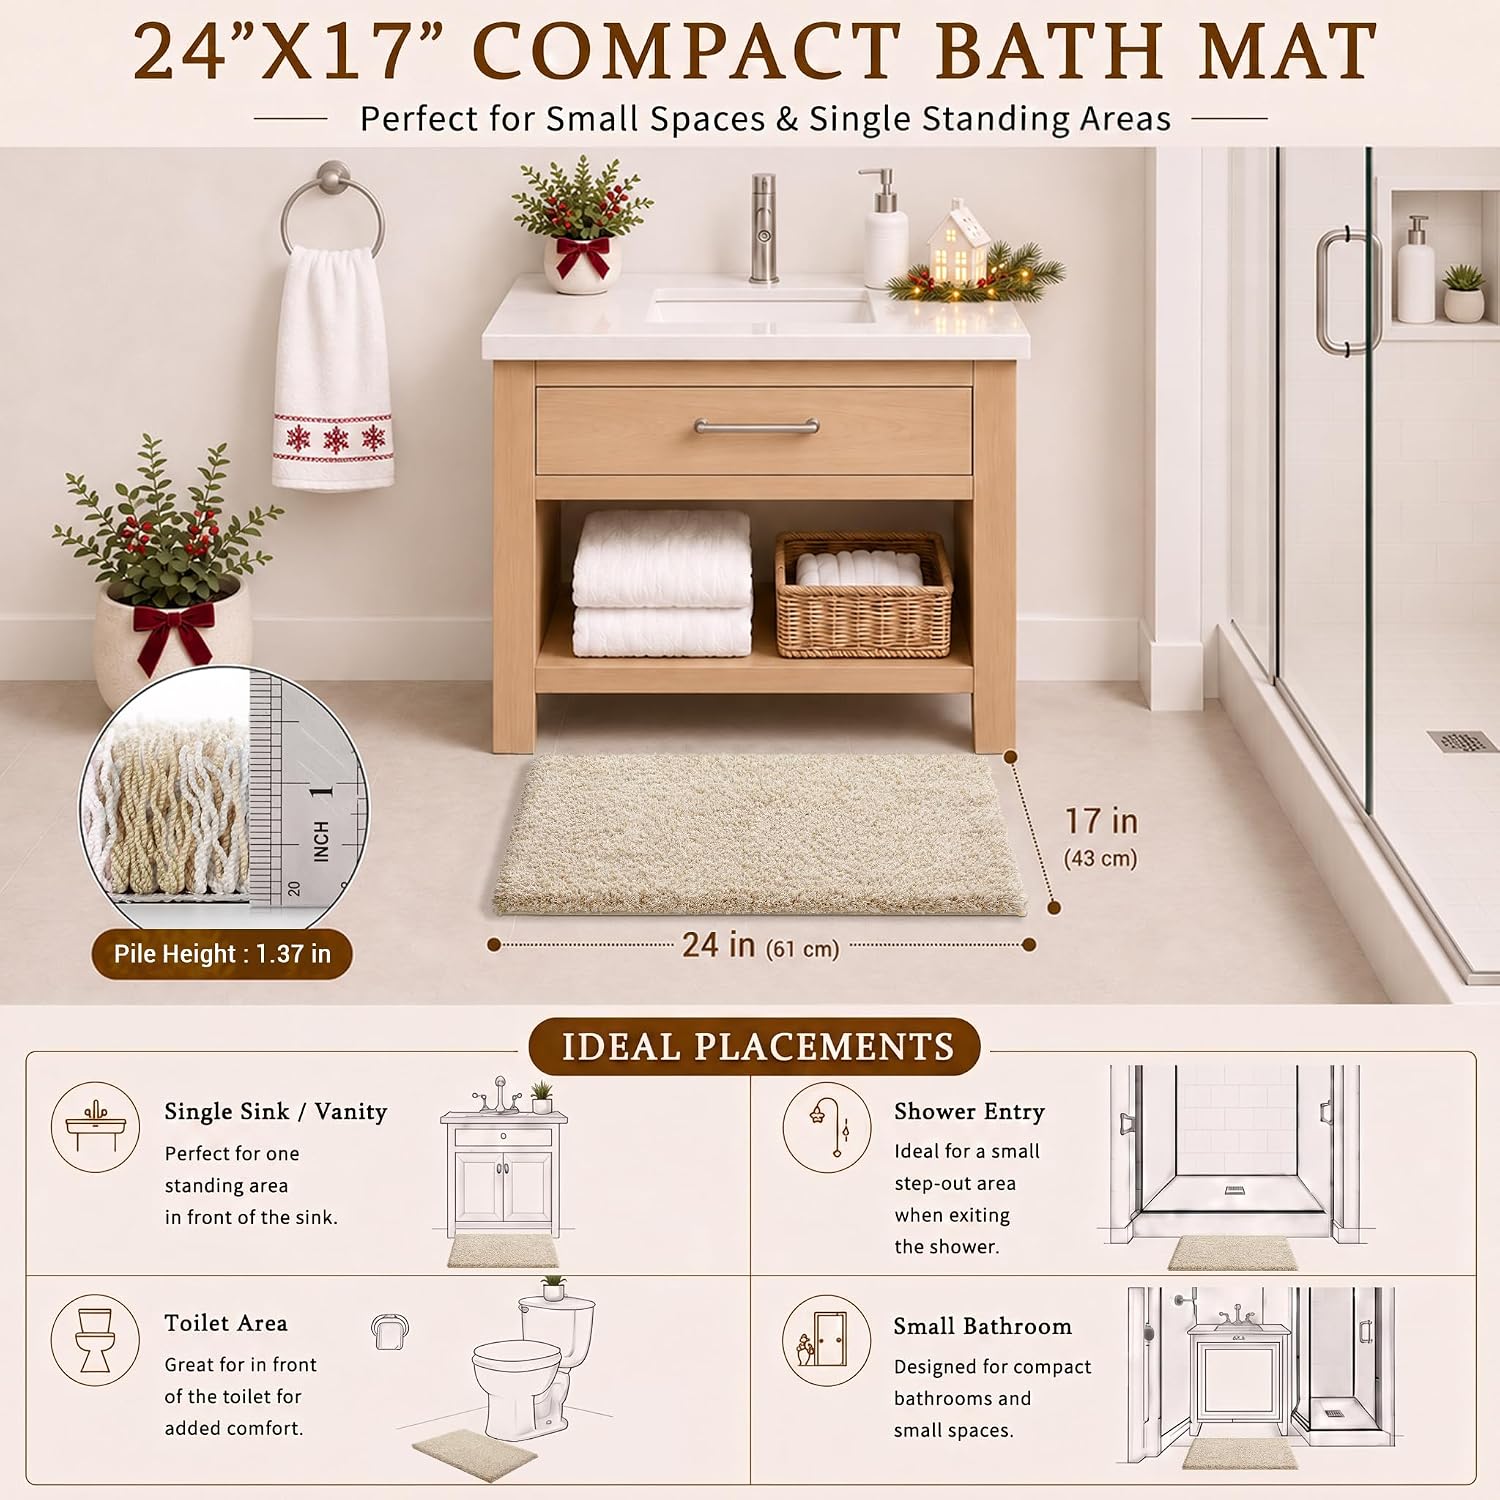 24”X17” COMPACT BATH MAT
Perfect for Small Spaces & Single Standing Areas
1
INCH
20
0
Pile Height : 1.37 in
17 in
(43 cm)
24 in (61 cm)
IDEAL PLACEMENTS
Single Sink / Vanity
Perfect for one
standing area
in front of the sink.
Shower Entry
Ideal for a small
step-out area
when exiting
the shower.
Toilet Area
Great for in front
of the toilet for
added comfort.
Small Bathroom
Designed for compact
bathrooms and
small spaces.